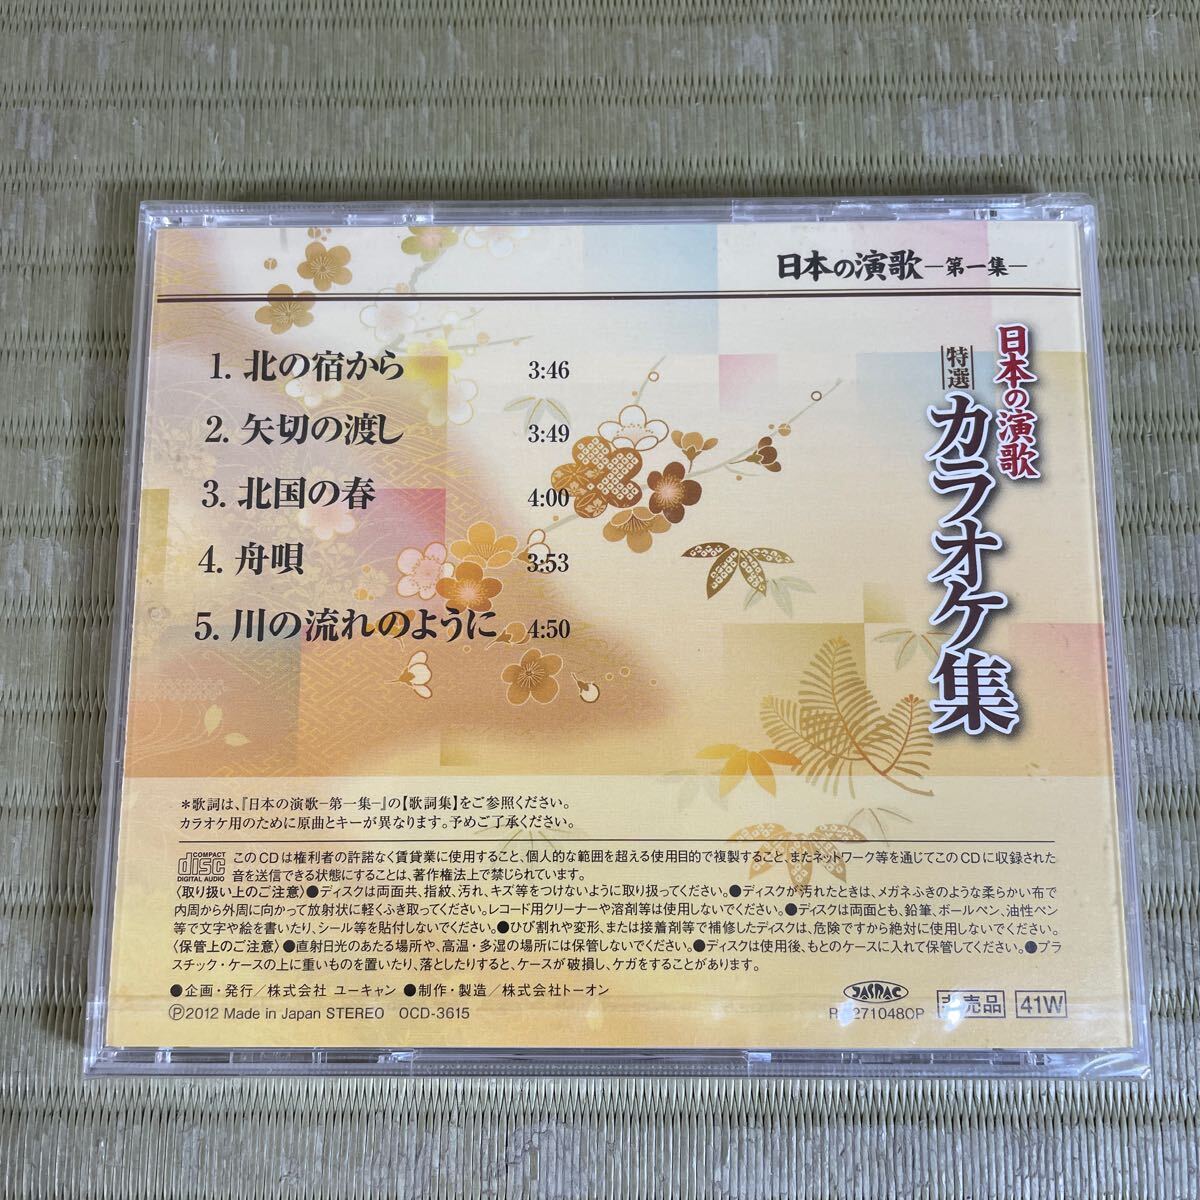 日本の演歌－第一集－
日本の演歌
特選
カラオケ集
1. 北の宿から 3:46
2. 矢切の渡し 3:49
3. 北国の春 4:00
4. 舟唄 3:53
5. 川の流れのように 4:50
＊歌詞は、『日本の演歌－第一集－』の【歌詞集】をご参照ください。
カラオケ用のために原曲とキーが異なります。予めご了承ください。
COMPACT
disc
DIGITAL AUDIO
このCDは権利者の許諾なく賃貸業に使用すること、個人的な範囲を超える使用目的で複製すること、またネットワーク等を通じてこのCDに収録された
音を送信できる状態にすることは、著作権法上で禁じられています。
〈取り扱い上のご注意〉●ディスクは両面共、指紋、汚れ、キズ等をつけないように取り扱ってください。●ディスクが汚れたときは、メガネふきのような柔らかい布で
内周から外周に向かって放射状に軽くふき取ってください。レコード用クリーナーや溶剤等は使用しないでください。●ディスクは両面とも、鉛筆、ボールペン、油性ペン
等で文字や絵を書いたり、シール等を貼付しないでください。●ひび割れや変形、または接着剤等で補修したディスクは、危険ですから絶対に使用しないでください。
〈保管上のご注意〉●直射日光のあたる場所や、高温・多湿の場所には保管しないでください。●ディスクは使用後、もとのケースに入れて保管してください。●プラ
スチック・ケースの上に重いものを置いたり、落としたりすると、ケースが破損し、ケガをすることがあります。
●企画・発行／株式会社 ユーキャン ●制作・製造／株式会社トーオン
Ⓟ2012 Made in Japan STEREO OCD-3615
JASRAC
271048OP
非売品
41W